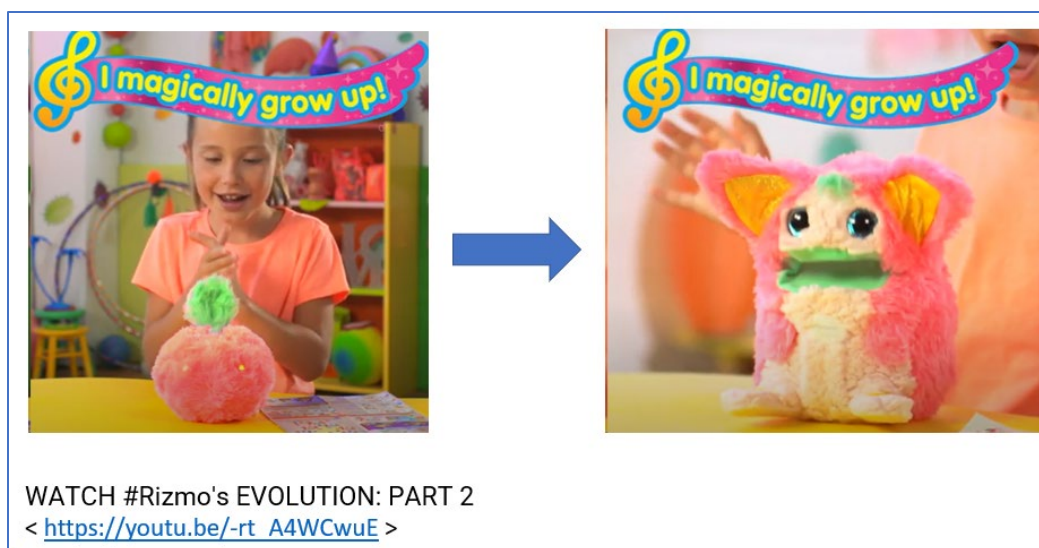 I magically grow up!
I magically grow up!
WATCH #Rizmo's EVOLUTION: PART 2
< https://youtu.be/-rt_A4WCwuE >